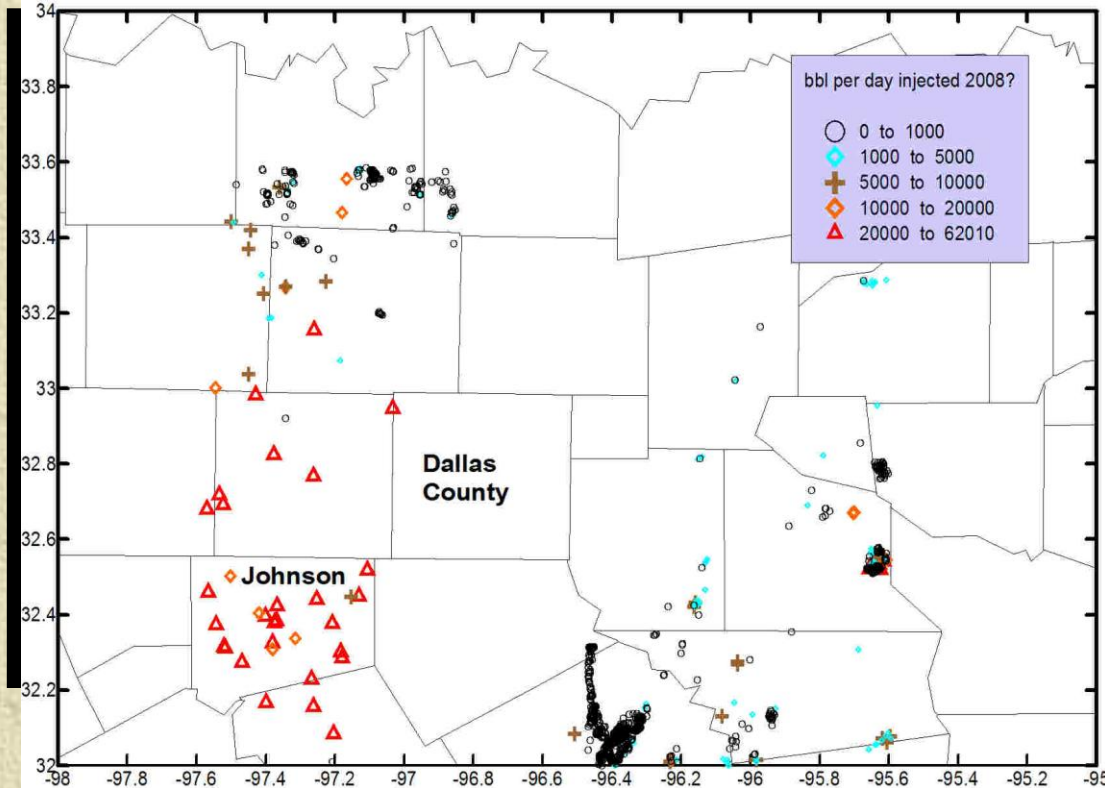 34
33.8
bbl per day injected 2008?
0 to 1000
1000 to 5000
33.6
5000 to 10000
10000 to 20000
20000 to 62010
33.4
33.2
33
32.8
Dallas
County
32.6
Johnson
32.4
32.2
32
-98 -97.8 -97.6 -97.4 -97.2 -97 -96.8 -96.6 -96.4 -96.2 -96 -95.8 -95.6 -95.4 -95.2 -95